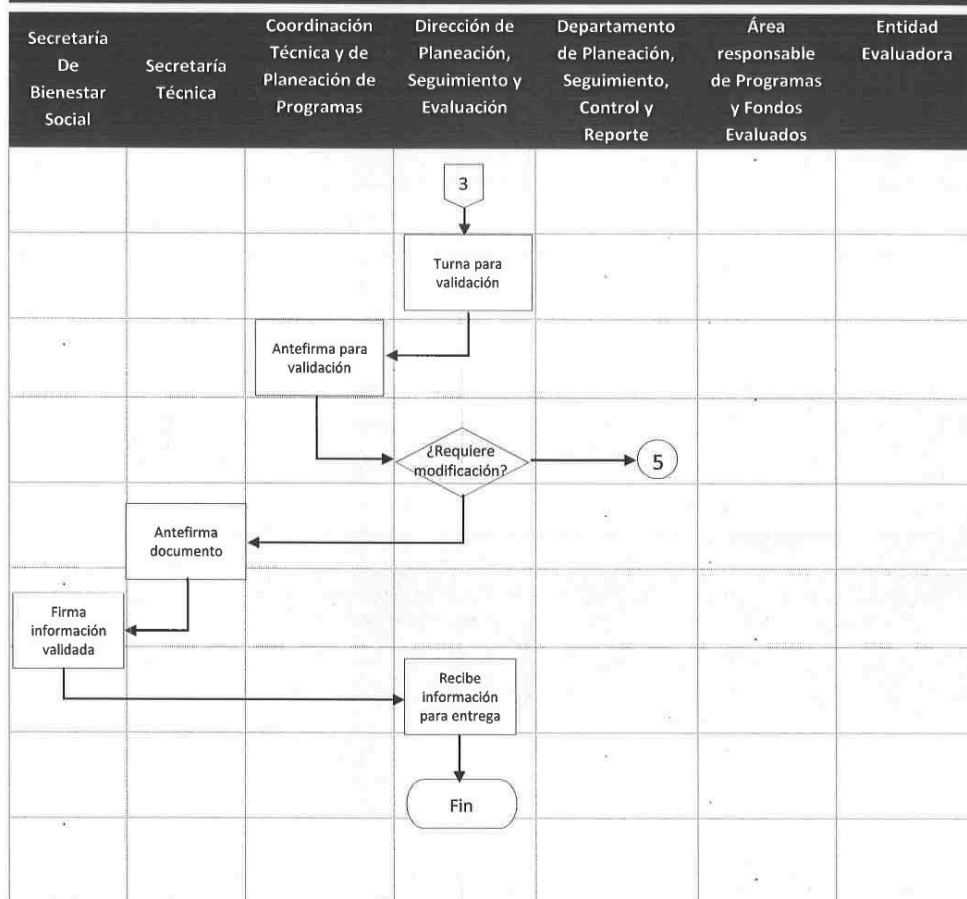 Secretaría
De
Bienestar
Social
Secretaría
Técnica
Coordinación
Técnica y de
Planeación de
Programas
Dirección de
Planeación,
Seguimiento y
Evaluación
Departamento
de Planeación,
Seguimiento,
Control y
Reporte
Área
responsable
de Programas
y Fondos
Evaluados
Entidad
Evaluadora
3
Turna para
validación
Antefirma para
validación
¿Requiere
modificación?
5
Antefirma
documento
Firma
información
validada
Recibe
información
para entrega
Fin